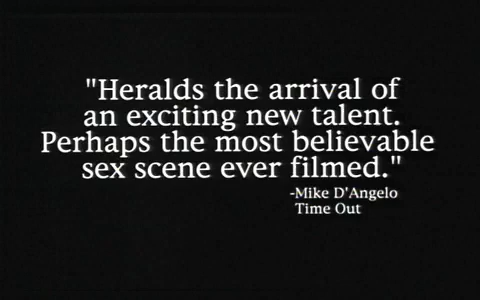 "Heralds the arrival of
an exciting new talent.
Perhaps the most believable
sex scene ever filmed."
-Mike D'Angelo
Time Out